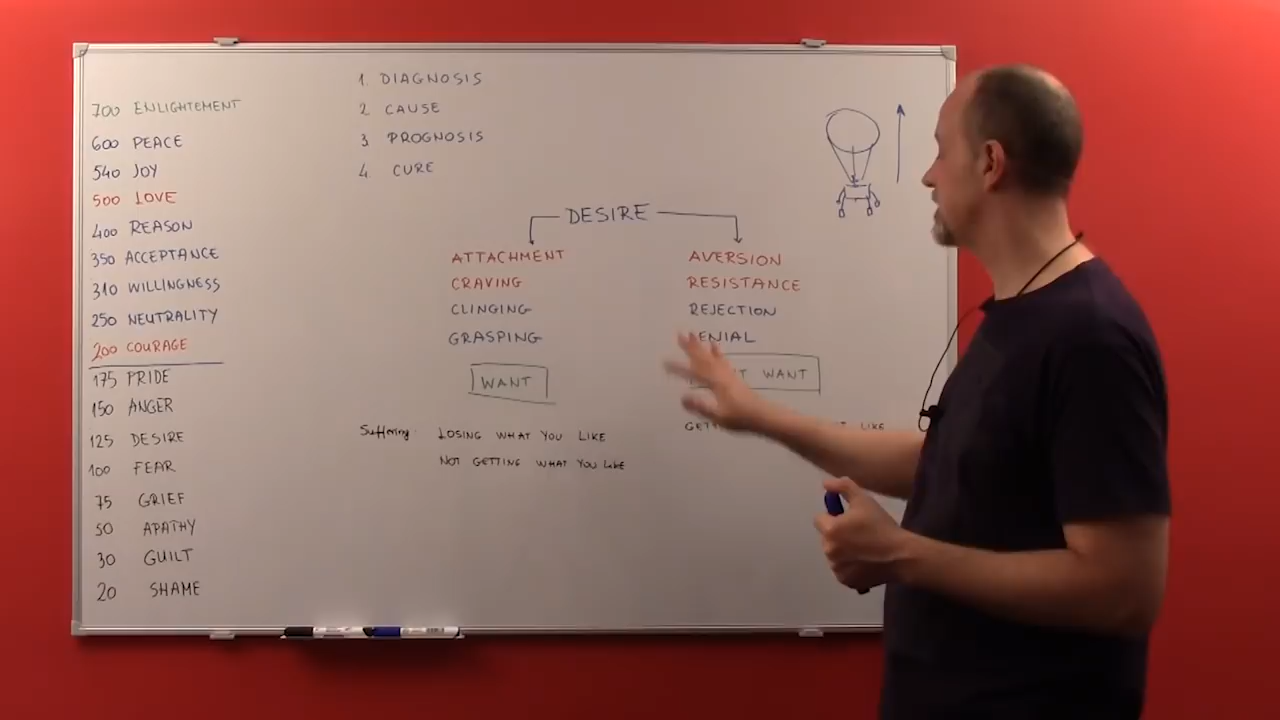 700 ENLIGHTEMENT
600 PEACE
540 JOY
500 LOVE
400 REASON
350 ACCEPTANCE
310 WILLINGNESS
250 NEUTRALITY
200 COURAGE
175 PRIDE
150 ANGER
125 DESIRE
100 FEAR
75 GRIEF
50 APATHY
30 GUILT
20 SHAME
1. DIAGNOSIS
2 CAUSE
3. PROGNOSIS
4. CURE
DESIRE
ATTACHMENT
CRAVING
CLINGING
GRASPING
WANT
AVERSION
RESISTANCE
REJECTION
ENIAL
WANT
Suffering: LOSING WHAT YOU LIKE
NOT GETTING WHAT YOU LIKE
LIKE